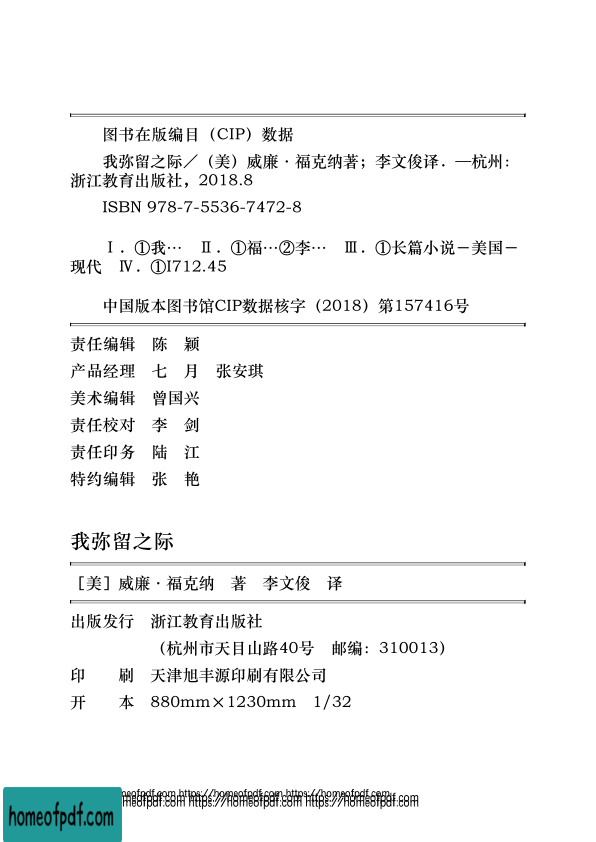 图书在版编目（CIP）数据
我弥留之际／（美）威廉·福克纳著；李文俊译．—杭州：
浙江教育出版社，2018.8
ISBN 978-7-5536-7472-8
Ⅰ．①我… Ⅱ．①福…②李… Ⅲ．①长篇小说－美国－
现代 Ⅳ．①I712.45
中国版本图书馆CIP数据核字（2018）第157416号
责任编辑 陈 颖
产品经理 七 月 张安琪
美术编辑 曾国兴
责任校对 李 剑
责任印务 陆 江
特约编辑 张 艳
我弥留之际
［美］威廉·福克纳 著 李文俊 译
出版发行 浙江教育出版社
（杭州市天目山路40号 邮编：310013）
印 刷 天津旭丰源印刷有限公司
开 本 880mm×1230mm 1/32
homeofpdf.com https://homeofpdf.com https://homeofpdf.com
homeofpdf.com https://homeofpdf.com https://homeofpdf.com
homeofpdf.com